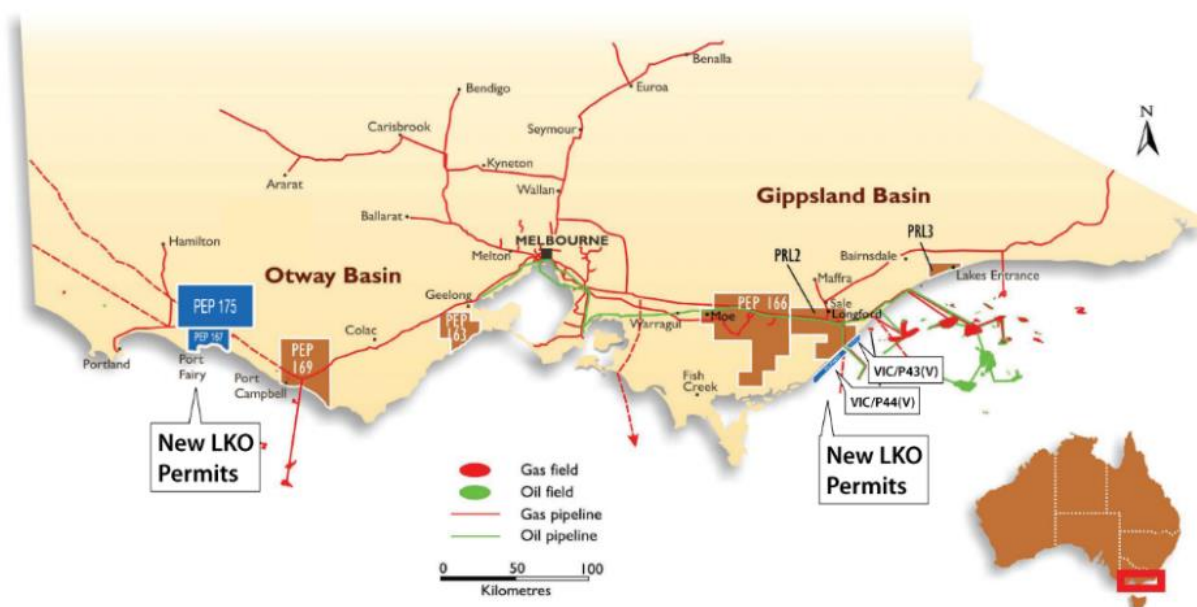 Benalla
Euroa
Bendigo
N
Carisbrook
Seymour
Kyneton
Ararat
Wallan
Gippsland Basin
Ballarat
MELBOURNE
PRL3
Hamilton
Melton
Bairnsdale
Otway Basin
PRL2
Maffra
Lakes Entrance
PEP 175
Geelong
PEP 166
Sale
Longford
PEP
163
Moe
Warragul
PEP 167
Colac
PEP
169
Portland
Port
Fairy
Port
Campbell
Fish
Creek
VIC/P43(V)
VIC/P44(V)
New LKO
Permits
New LKO
Permits
Gas field
Oil field
Gas pipeline
Oil pipeline
0 50 100
Kilometres